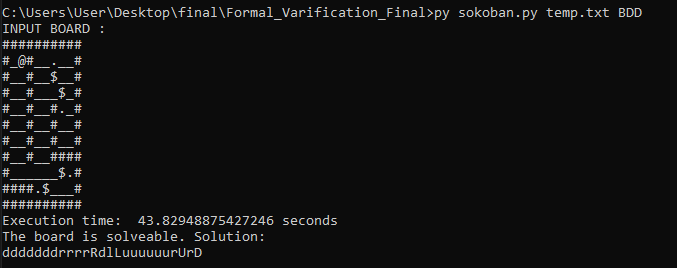 C:\Users\User\Desktop\final\Formal_Varification_Final>py sokoban.py temp.txt BDD
INPUT BOARD :
##########
#_@#__.__#
#__#__$__#
#__#___$_#
#__#__#._#
#__#__#__#
#__#__#__#
#__#__####
#______$.#
####.$___#
##########
Execution time:  43.82948875427246 seconds
The board is solveable. Solution:
dddddddrrrrRdlLuuuuuurUrD